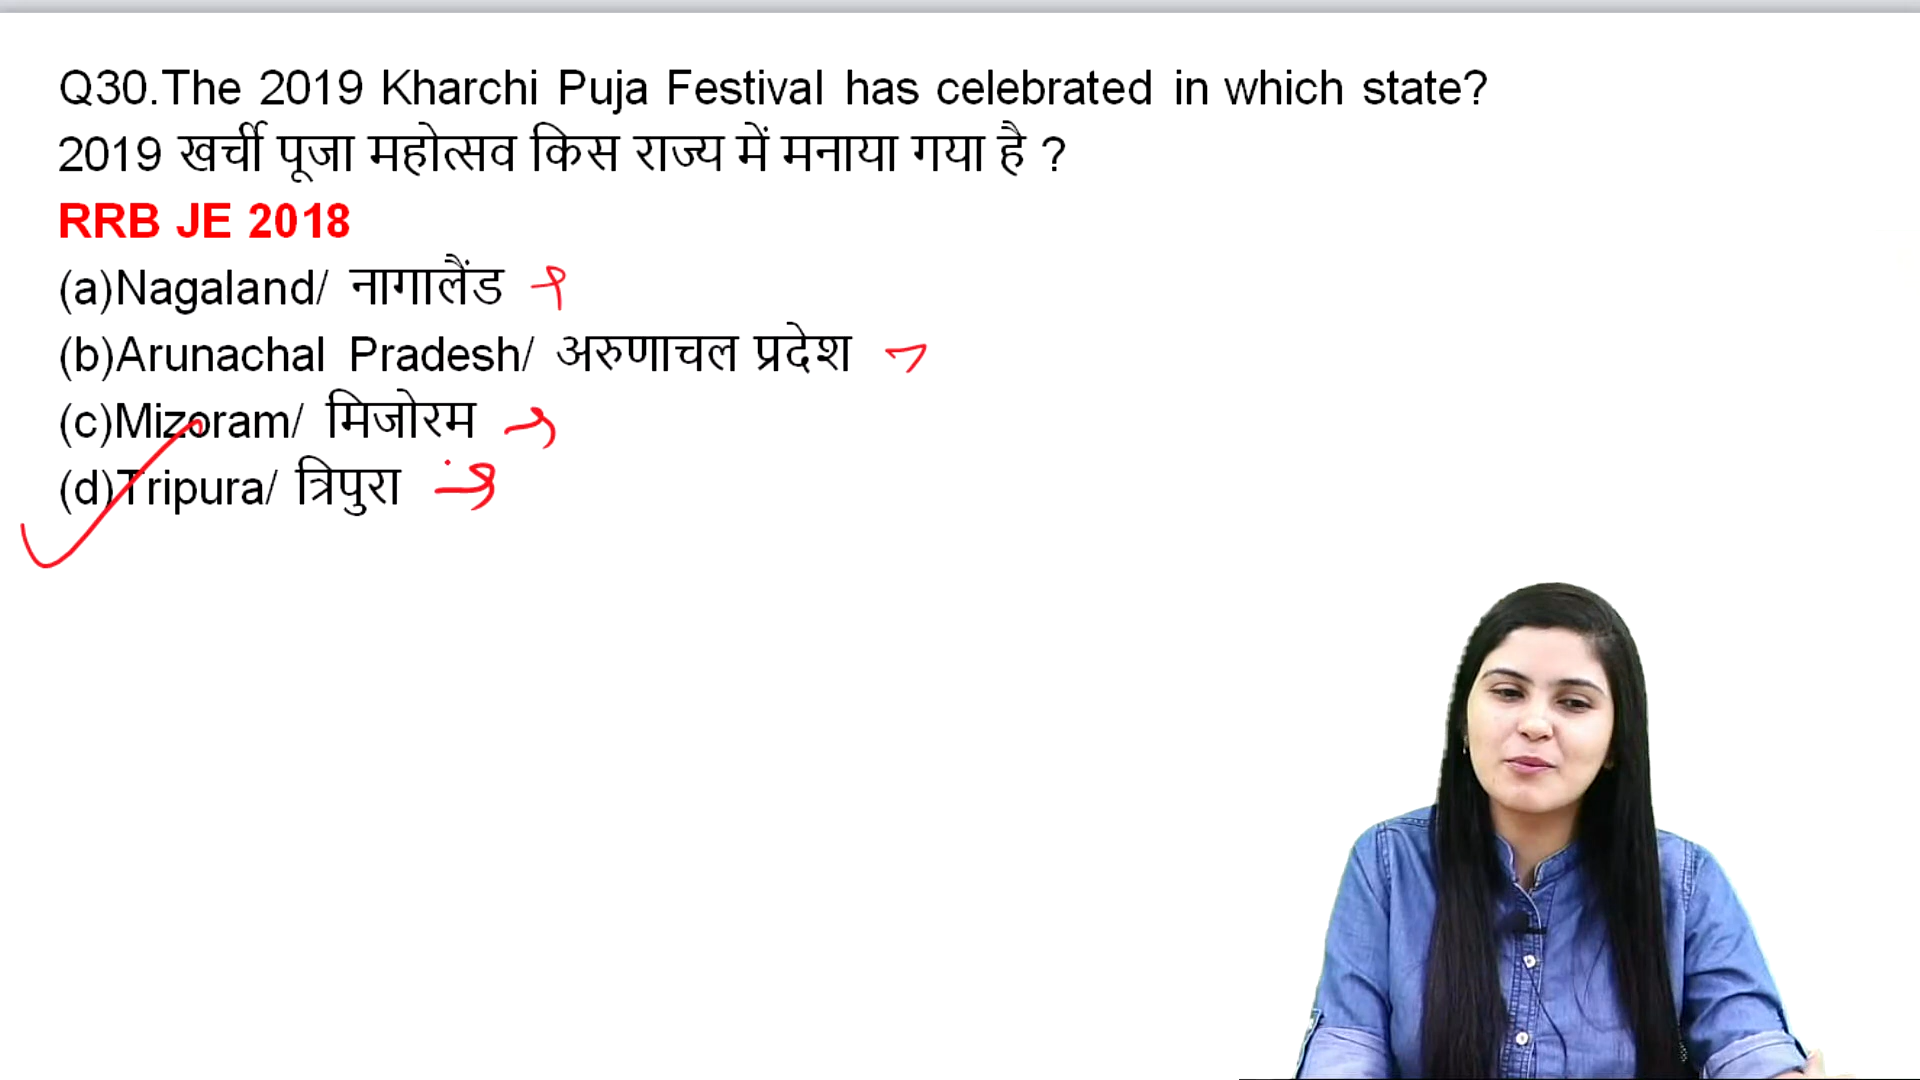 Q30.The 2019 Kharchi Puja Festival has celebrated in which state?
2019 खर्ची पूजा महोत्सव किस राज्य में मनाया गया है ?
RRB JE 2018
(a)Nagaland/ नागालैंड
(b)Arunachal Pradesh/ अरुणाचल प्रदेश
(c)Mizoram/ मिजोरम
(d)Tripura/ त्रिपुरा